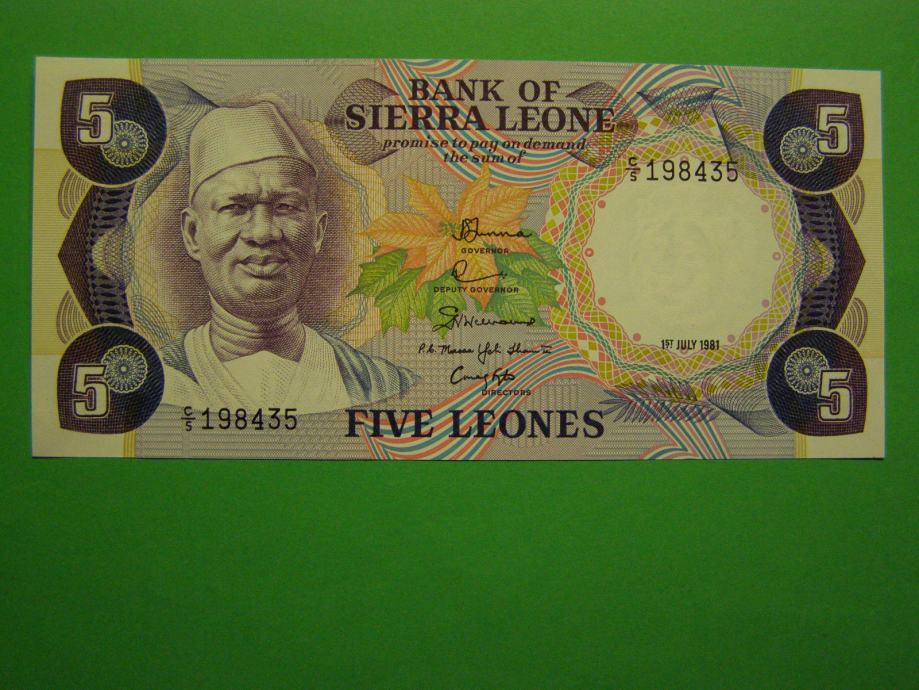 5
5
BANK OF
SIERRA LEONE
promise to pay on demand
the sum of
C/5 198435
GOVERNOR
DEPUTY GOVERNOR
1ST JULY 1981
DIRECTORS
5
5
C/5 198435
FIVE LEONES